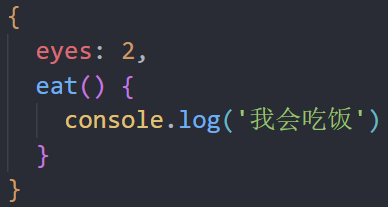 {
  eyes: 2,
  eat() {
    console.log('我会吃饭')
  }
}